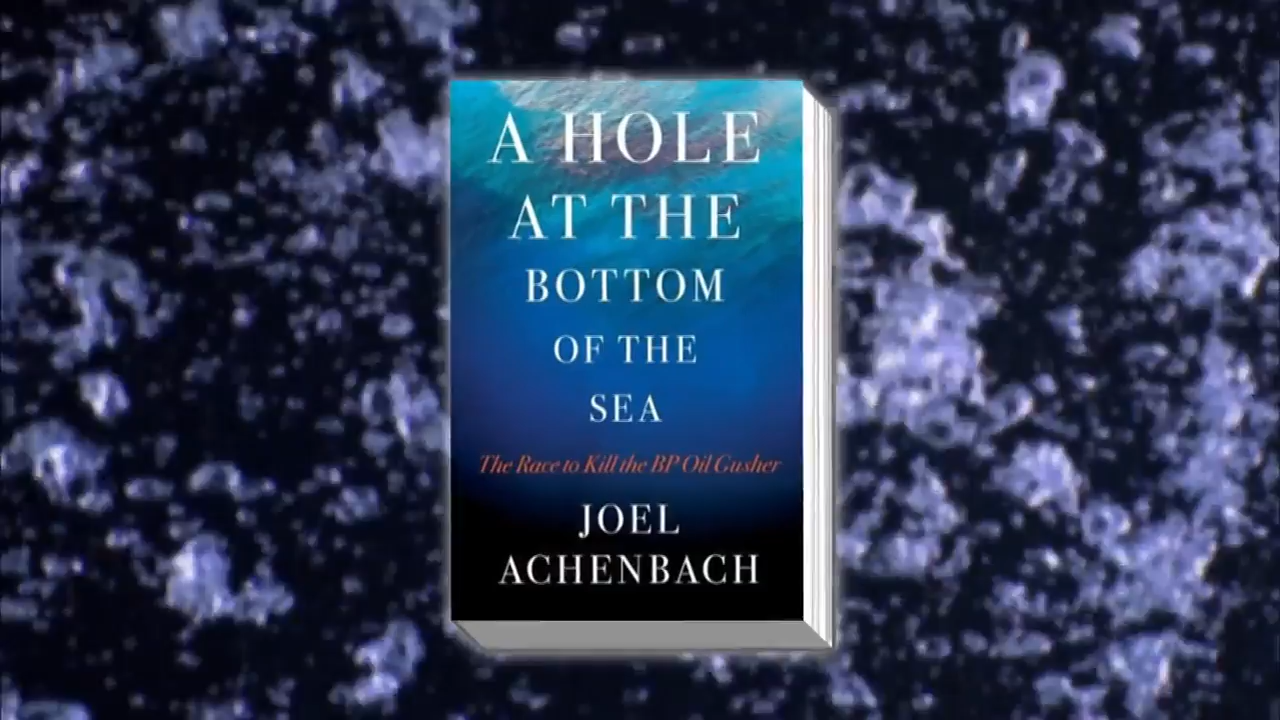 A HOLE
AT THE
BOTTOM
OF THE
SEA
The Race to Kill the BP Oil Gusher
JOEL
ACHENBACH